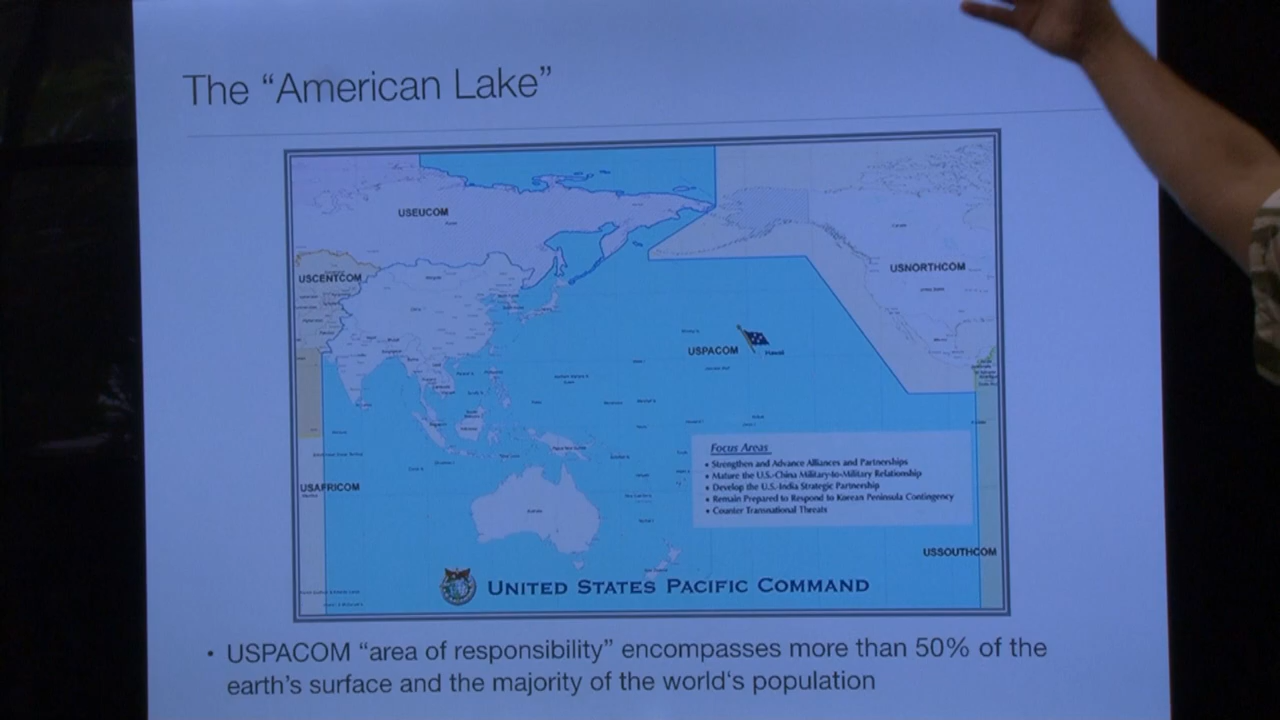 The “American Lake”
USEUCOM
USCENTCOM
USNORTHCOM
USPACOM
Hawaii
Focus Areas
• Strengthen and Advance Alliances and Partnerships
• Mature the U.S.-China Military-to-Military Relationship
• Develop the U.S.-India Strategic Partnership
• Remain Prepared to Respond to Korean Peninsula Contingency
• Counter Transnational Threats
USAFRICOM
Australia
USSOUTHCOM
UNITED STATES PACIFIC COMMAND
• USPACOM “area of responsibility” encompasses more than 50% of the
earth’s surface and the majority of the world‘s population